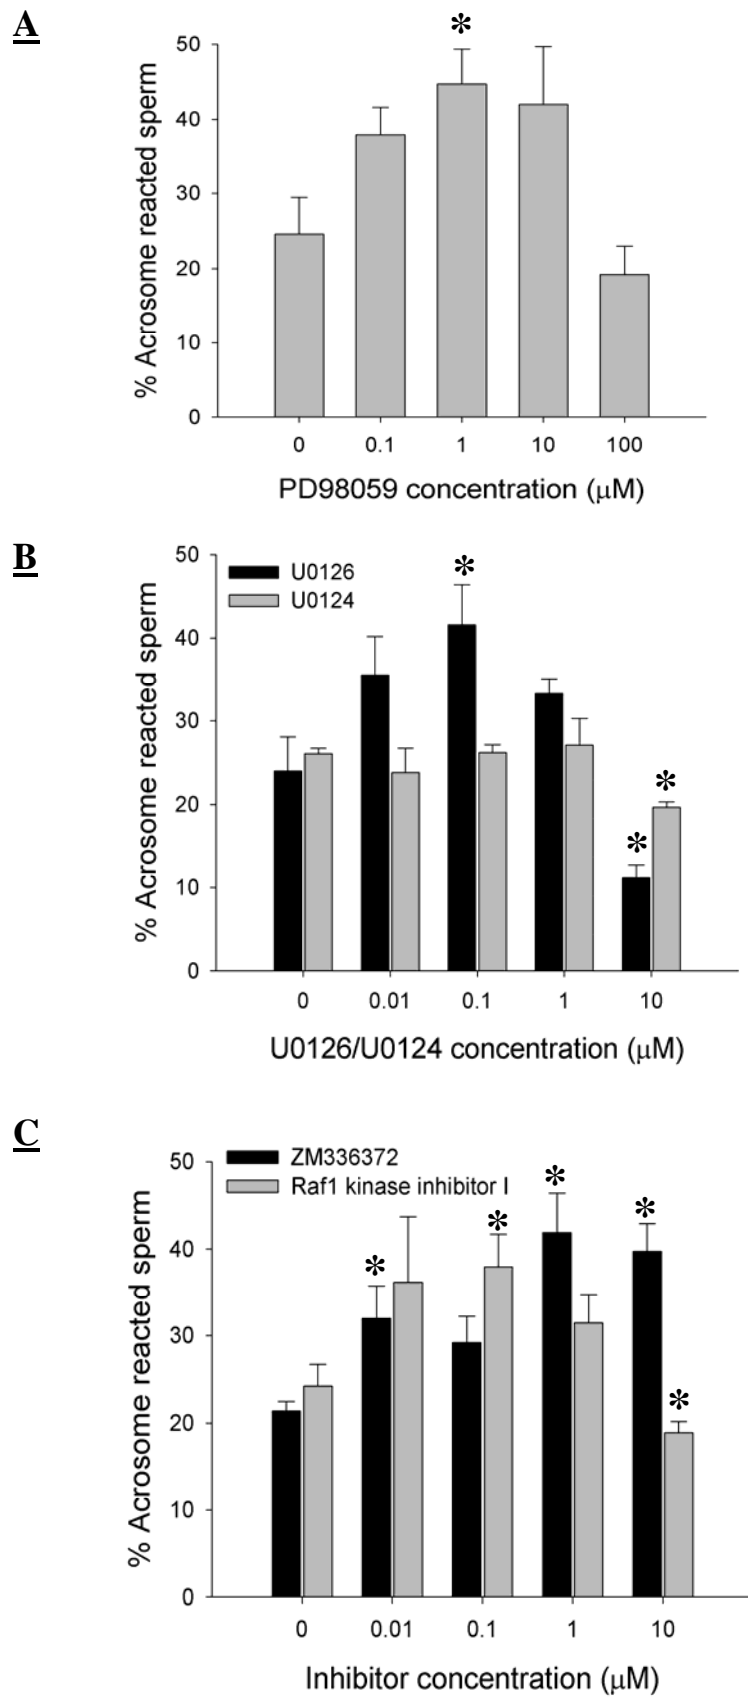 A
*
50
40
30
20
10
0
% Acrosome reacted sperm
0 0.1 1 10 100
PD98059 concentration (μM)
B
50
40
30
20
10
0
% Acrosome reacted sperm
U0126
U0124
*
*
*
0 0.01 0.1 1 10
U0126/U0124 concentration (μM)
C
50
40
30
20
10
0
% Acrosome reacted sperm
ZM336372
Raf1 kinase inhibitor I
*
*
*
*
*
0 0.01 0.1 1 10
Inhibitor concentration (μM)